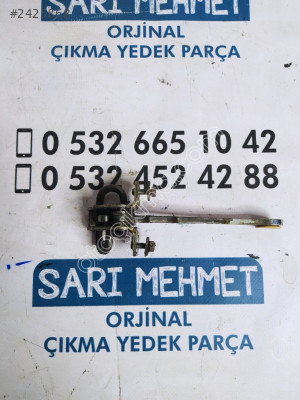 #242
SARI MEHMET
ORJİNAL
ÇIKMA YEDEK PARÇA
0 532 665 10 42
0 532 452 42 88
SARI MEHMET
ORJİNAL
ÇIKMA YEDEK PARÇA